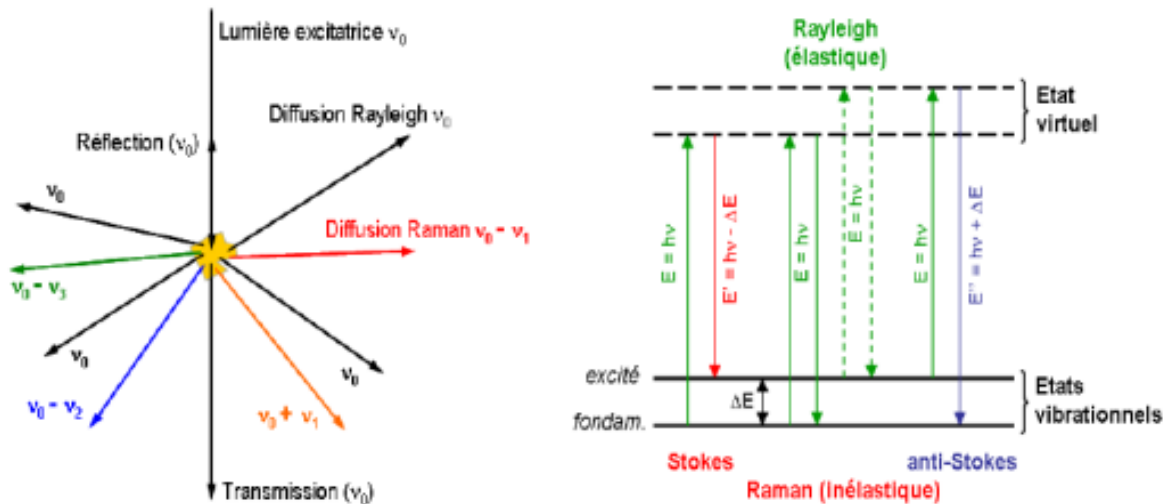 Lumière excitatrice ν₀
Diffusion Rayleigh ν₀
Réflection (ν₀)
ν₀
Diffusion Raman ν₀ - ν₁
ν₀ - ν₃
ν₀
ν₀
ν₀ - ν₂
ν₀ + ν₁
Transmission (ν₀)
Rayleigh
(élastique)
Etat
virtuel
E = hν
E' = hν - ΔE
E = hν
E = hν
E = hν
E = hν
E'' = hν + ΔE
excité
ΔE
fondam.
Etats
vibrationnels
Stokes
anti-Stokes
Raman (Inélastique)